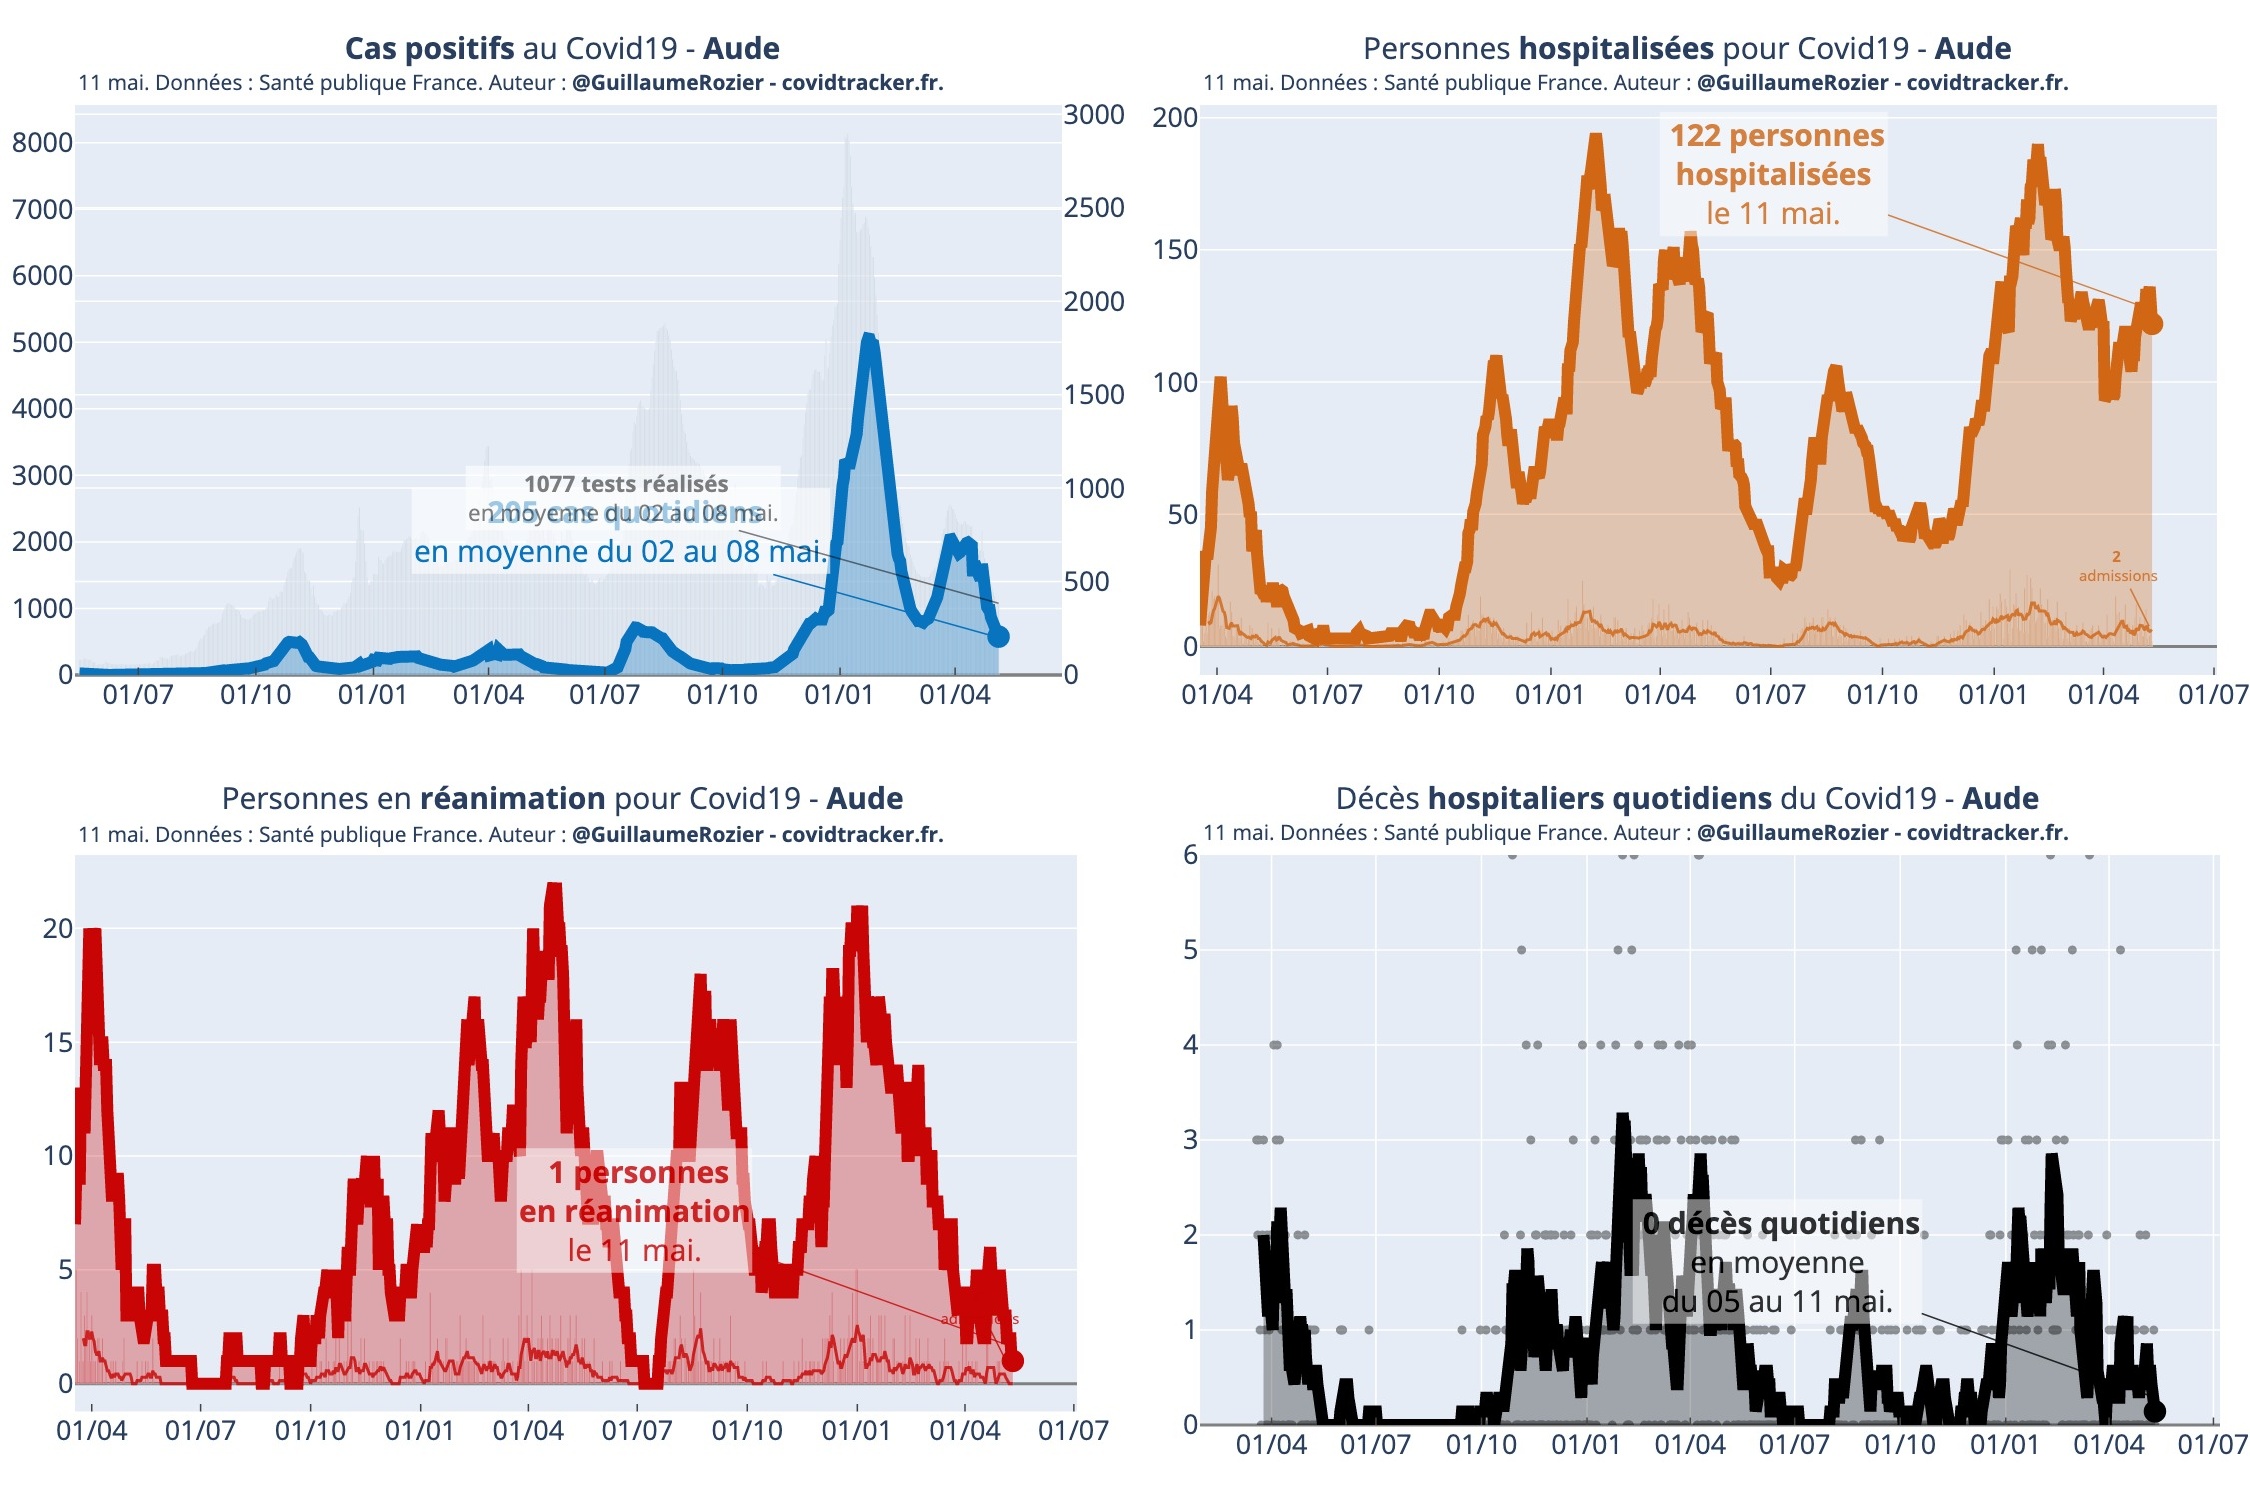 Cas positifs au Covid19 - Aude
11 mai. Données : Santé publique France. Auteur : @GuillaumeRozier - covidtracker.fr.
8000
7000
6000
5000
4000
3000
2000
1000
0
3000
2500
2000
1500
1000
500
0
1077 tests réalisés
en moyenne du 02 au 08 mai.
205 cas quotidiens
en moyenne du 02 au 08 mai.
01/07 01/10 01/01 01/04 01/07 01/10 01/01 01/04
Personnes hospitalisées pour Covid19 - Aude
11 mai. Données : Santé publique France. Auteur : @GuillaumeRozier - covidtracker.fr.
200
150
100
50
0
122 personnes
hospitalisées
le 11 mai.
2
admissions
01/04 01/07 01/10 01/01 01/04 01/07 01/10 01/01 01/04 01/07
Personnes en réanimation pour Covid19 - Aude
11 mai. Données : Santé publique France. Auteur : @GuillaumeRozier - covidtracker.fr.
20
15
10
5
0
1 personnes
en réanimation
le 11 mai.
01/04 01/07 01/10 01/01 01/04 01/07 01/10 01/01 01/04 01/07
Décès hospitaliers quotidiens du Covid19 - Aude
11 mai. Données : Santé publique France. Auteur : @GuillaumeRozier - covidtracker.fr.
6
5
4
3
2
1
0
0 décès quotidiens
en moyenne
du 05 au 11 mai.
01/04 01/07 01/10 01/01 01/04 01/07 01/10 01/01 01/04 01/07